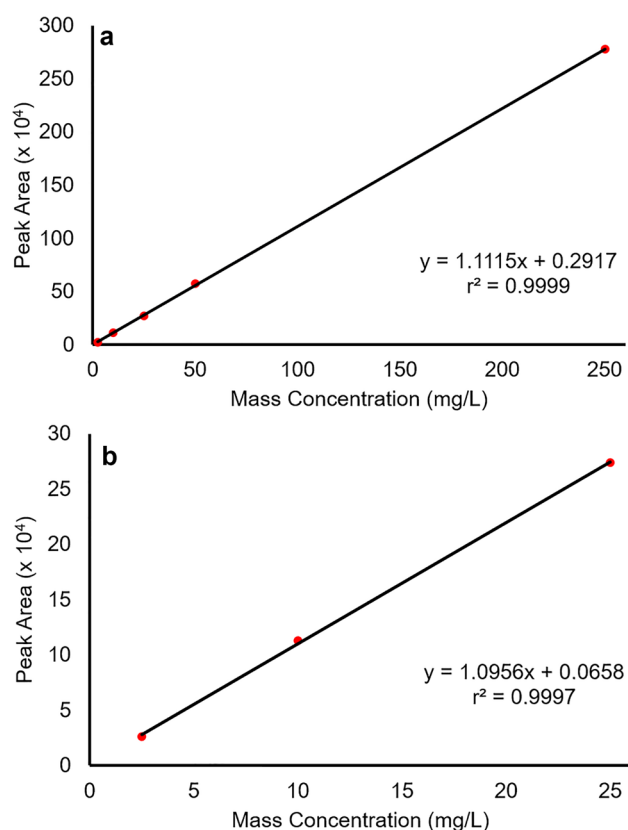 a
300
250
200
150
100
50
0
Peak Area (x 10⁴)
y = 1.1115x + 0.2917
r² = 0.9999
0 50 100 150 200 250
Mass Concentration (mg/L)
b
30
25
20
15
10
5
0
Peak Area (x 10⁴)
y = 1.0956x + 0.0658
r² = 0.9997
0 5 10 15 20 25
Mass Concentration (mg/L)